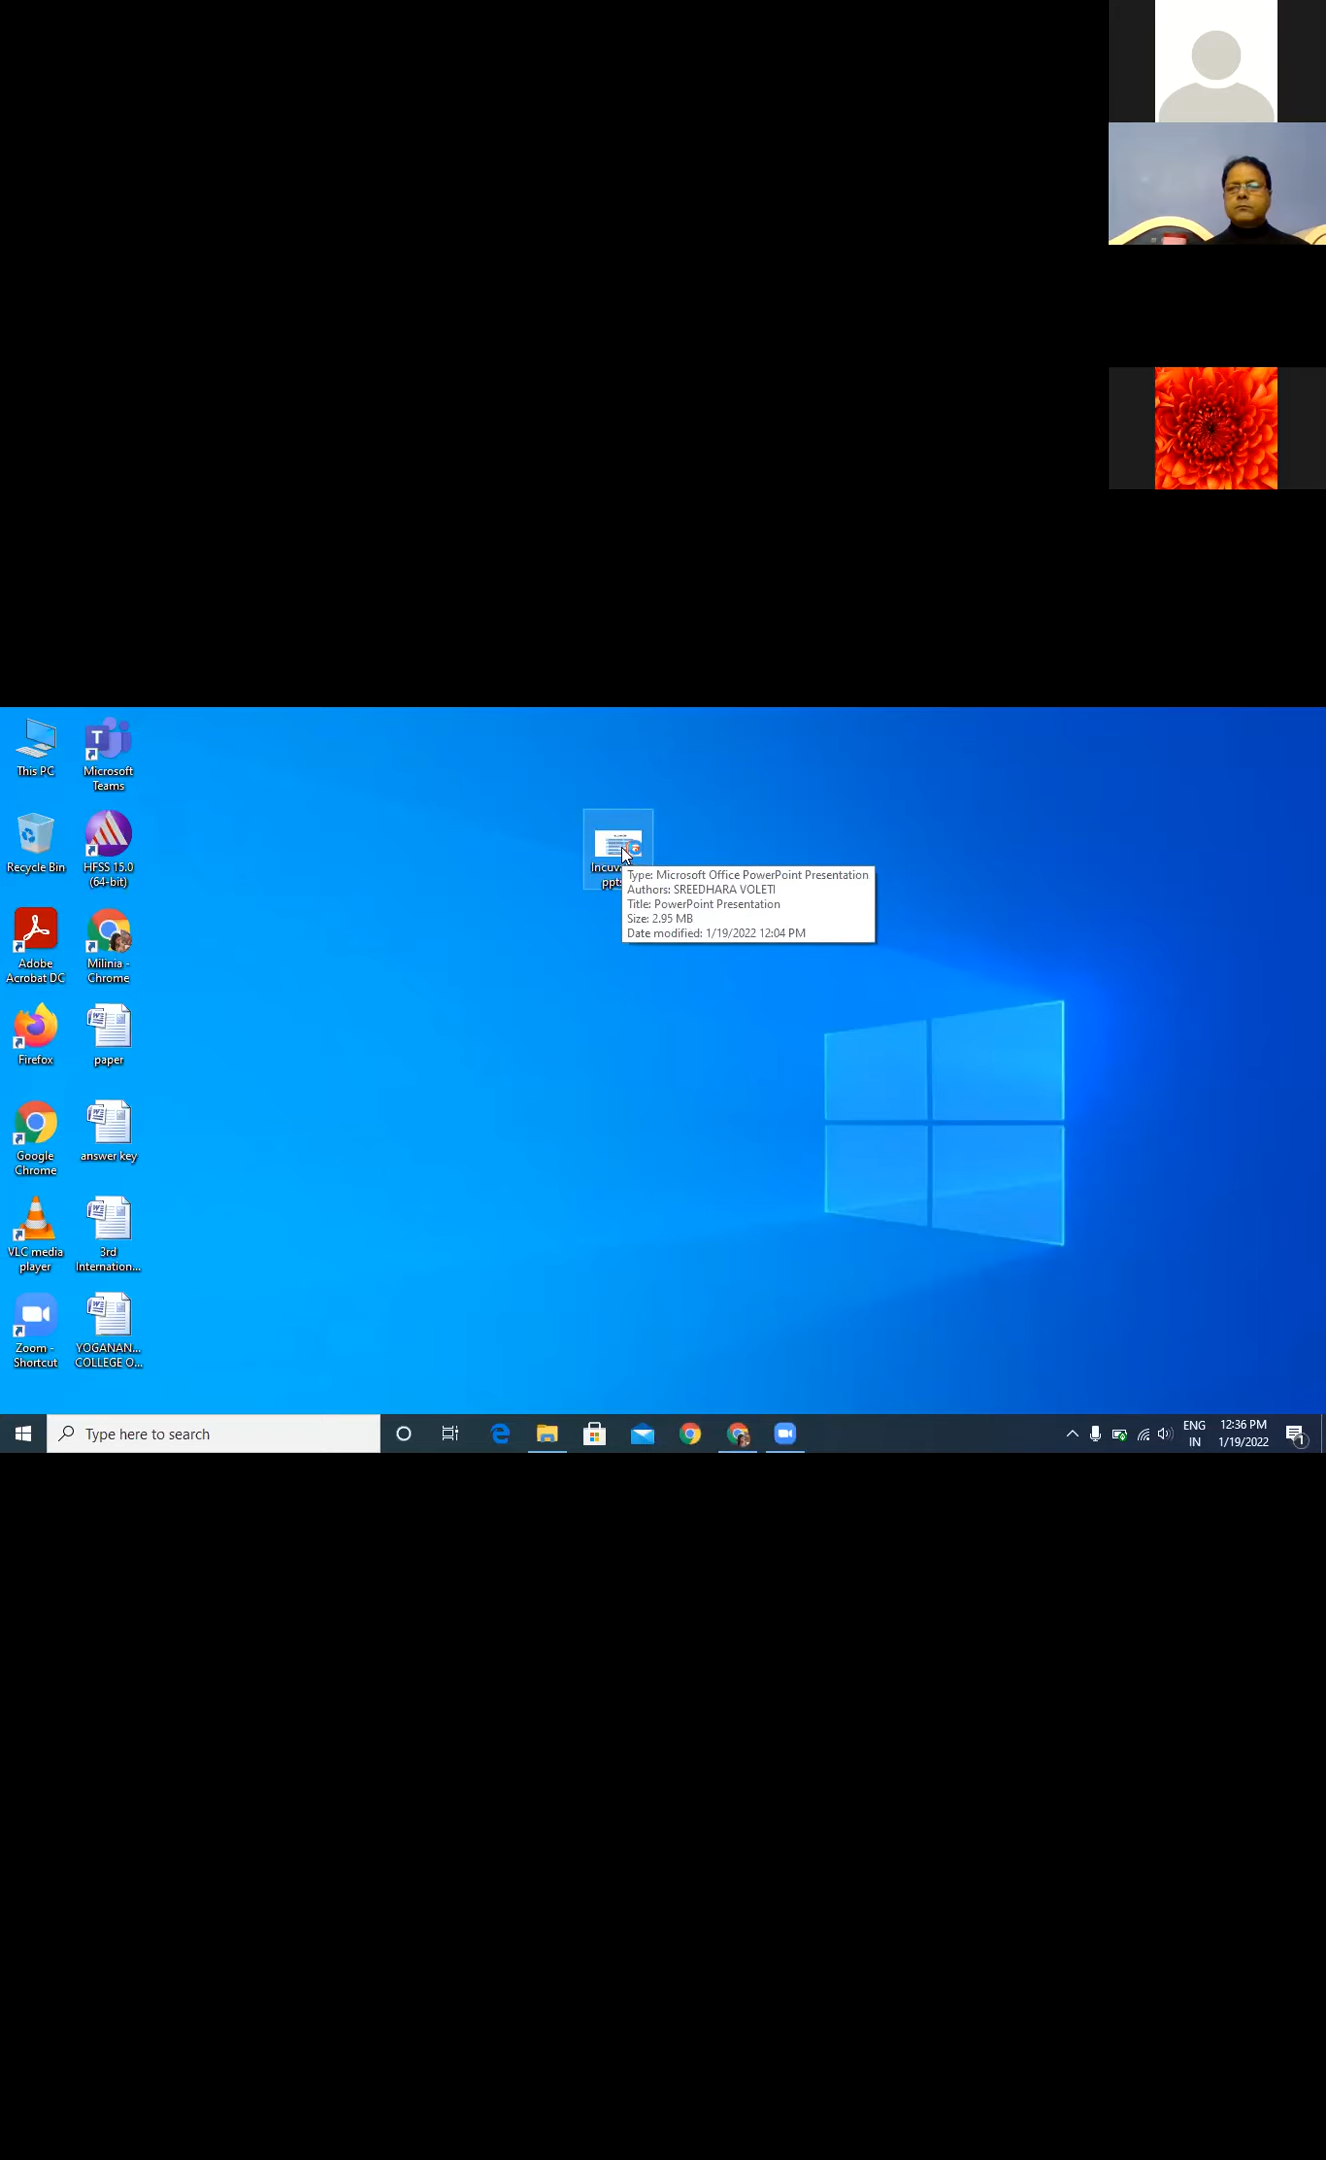 This PC
Microsoft
Teams
Recycle Bin
HFSS 15.0
(64-bit)
Adobe
Acrobat DC
Milinia -
Chrome
Firefox
paper
Google
Chrome
answer key
VLC media
player
3rd
Internation...
Zoom -
Shortcut
YOGANAN...
COLLEGE O...
Type: Microsoft Office PowerPoint Presentation
Authors: SREEDHARA VOLETI
Title: PowerPoint Presentation
Size: 2.95 MB
Date modified: 1/19/2022 12:04 PM
Type here to search
ENG
IN
12:36 PM
1/19/2022
1